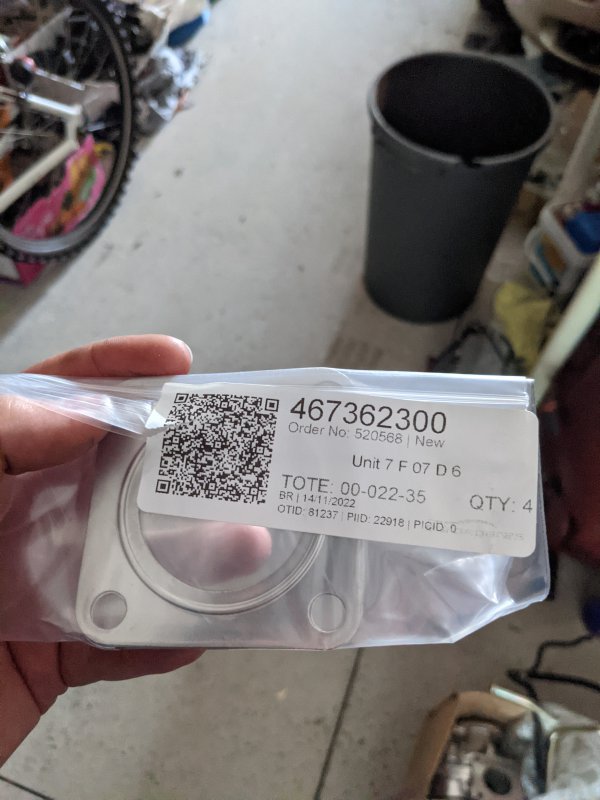 467362300
Order No: 520568 | New
Unit 7 F 07 D 6
TOTE: 00-022-35
QTY: 4
BR | 14/11/2022
OTID: 81237 | PIID: 22918 | PICID: 0